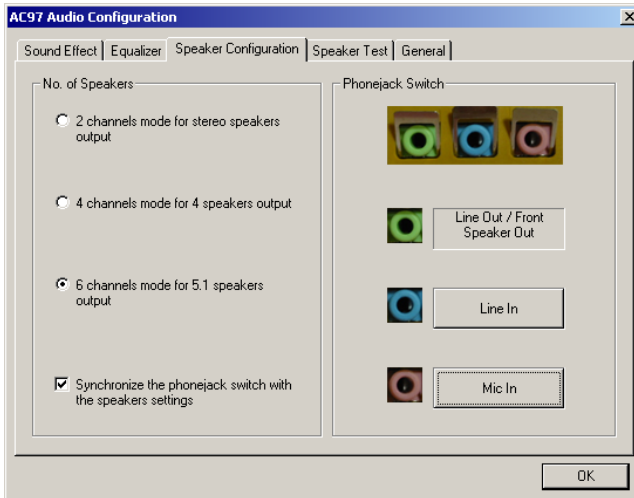 AC97 Audio Configuration
Sound Effect
Equalizer
Speaker Configuration
Speaker Test
General
No. of Speakers
2 channels mode for stereo speakers
output
4 channels mode for 4 speakers output
6 channels mode for 5.1 speakers
output
Synchronize the phonejack switch with
the speakers settings
Phonejack Switch
Line Out / Front
Speaker Out
Line In
Mic In
OK